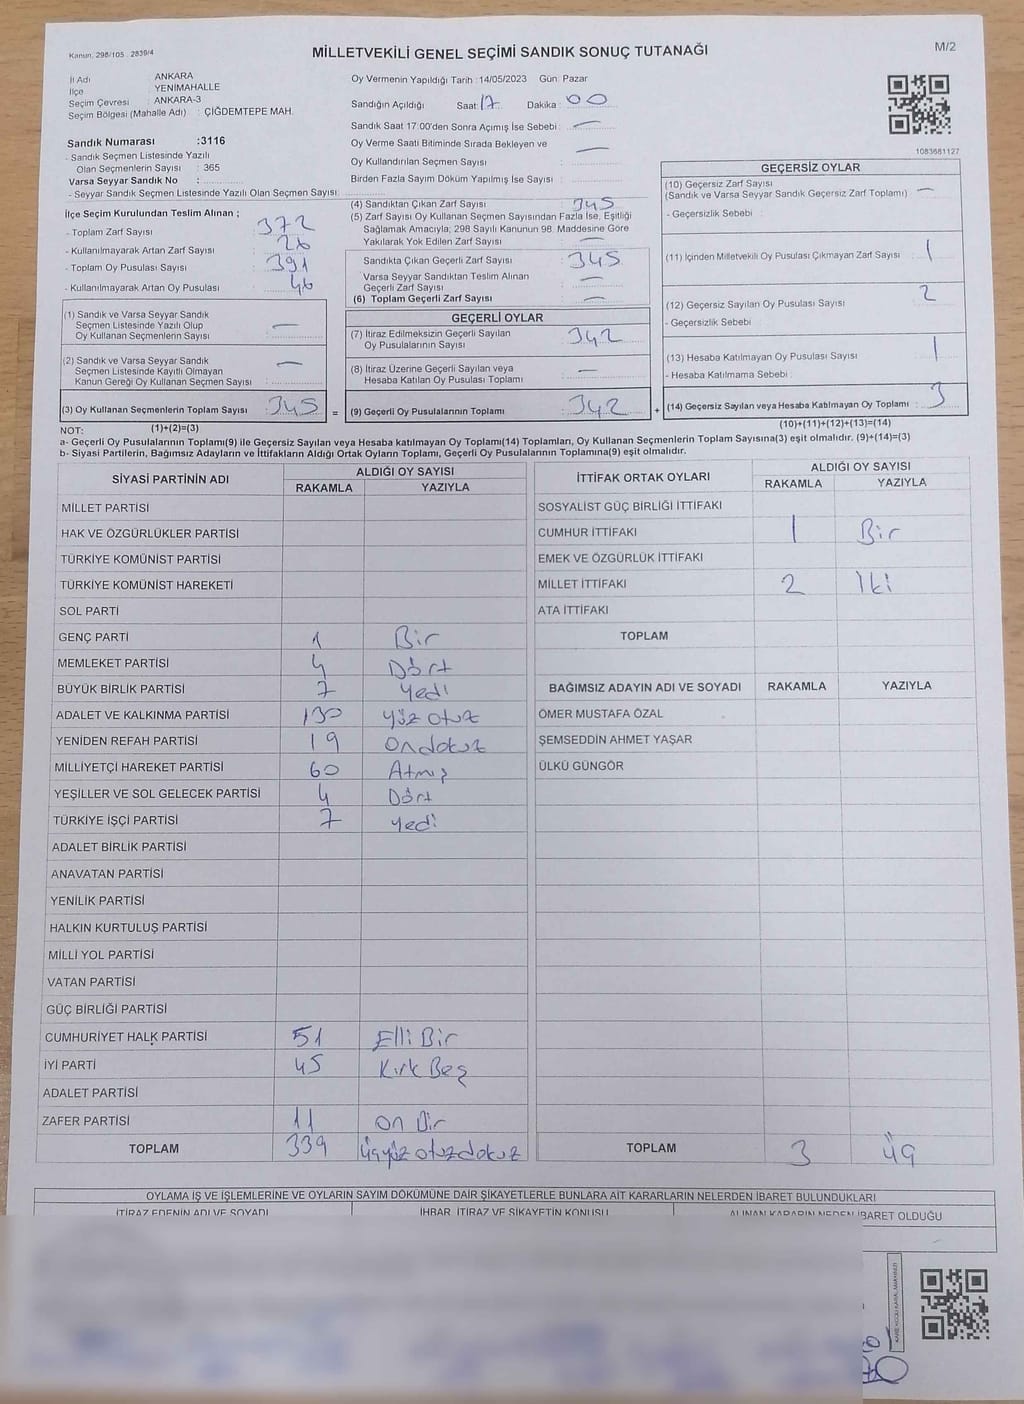 Kanun, 298/105 . 2839/4
MİLLETVEKİLİ GENEL SEÇİMİ SANDIK SONUÇ TUTANAĞI
M/2
İl Adı : ANKARA
İlçe : YENİMAHALLE
Seçim Çevresi : ANKARA-3
Seçim Bölgesi (Mahalle Adı) : ÇİĞDEMTEPE MAH.
Sandık Numarası :3116
- Sandık Seçmen Listesinde Yazılı
Olan Seçmenlerin Sayısı : 365
Varsa Seyyar Sandık No :
- Seyyar Sandık Seçmen Listesinde Yazılı Olan Seçmen Sayısı:
Oy Vermenin Yapıldığı Tarih :14/05/2023 Gün: Pazar
Sandığın Açıldığı Saat : 17 Dakika : 00
Sandık Saat 17:00'den Sonra Açımış İse Sebebi : —
Oy Verme Saati Bitiminde Sırada Bekleyen ve
Oy Kullandırılan Seçmen Sayısı : —
Birden Fazla Sayım Döküm Yapılmış İse Sayısı :
1083681127
İlçe Seçim Kurulundan Teslim Alınan ;
- Toplam Zarf Sayısı : 372
- Kullanılmayarak Artan Zarf Sayısı : 26
- Toplam Oy Pusulası Sayısı : 391
- Kullanılmayarak Artan Oy Pusulası : 46
(4) Sandıktan Çıkan Zarf Sayısı : 345
(5) Zarf Sayısı Oy Kullanan Seçmen Sayısından Fazla İse, Eşitliği
Sağlamak Amacıyla; 298 Sayılı Kanunun 98. Maddesine Göre
Yakılarak Yok Edilen Zarf Sayısı : —
Sandıkta Çıkan Geçerli Zarf Sayısı : 345
Varsa Seyyar Sandıktan Teslim Alınan
Geçerli Zarf Sayısı : —
(6) Toplam Geçerli Zarf Sayısı : —
GEÇERSİZ OYLAR
(10) Geçersiz Zarf Sayısı
(Sandık ve Varsa Seyyar Sandık Geçersiz Zarf Toplamı) : —
- Geçersizlik Sebebi :
(11) İçinden Milletvekili Oy Pusulası Çıkmayan Zarf Sayısı : 1
(12) Geçersiz Sayılan Oy Pusulası Sayısı : 2
- Geçersizlik Sebebi :
(13) Hesaba Katılmayan Oy Pusulası Sayısı : 1
- Hesaba Katılmama Sebebi :
(14) Geçersiz Sayılan veya Hesaba Katılmayan Oy Toplamı : 3
(10)+(11)+(12)+(13)=(14)
(1) Sandık ve Varsa Seyyar Sandık
Seçmen Listesinde Yazılı Olup
Oy Kullanan Seçmenlerin Sayısı : —
(2) Sandık ve Varsa Seyyar Sandık
Seçmen Listesinde Kayıtlı Olmayan
Kanun Gereği Oy Kullanan Seçmen Sayısı : —
(3) Oy Kullanan Seçmenlerin Toplam Sayısı : 345 =
GEÇERLİ OYLAR
(7) İtiraz Edilmeksizin Geçerli Sayılan
Oy Pusulalarının Sayısı : 342
(8) İtiraz Üzerine Geçerli Sayılan veya
Hesaba Katılan Oy Pusulası Toplamı : —
(9) Geçerli Oy Pusulalarının Toplamı : 342 +
NOT: (1)+(2)=(3)
a- Geçerli Oy Pusulalarının Toplamı(9) ile Geçersiz Sayılan veya Hesaba katılmayan Oy Toplamı(14) Toplamları, Oy Kullanan Seçmenlerin Toplam Sayısına(3) eşit olmalıdır. (9)+(14)=(3)
b- Siyasi Partilerin, Bağımsız Adayların ve İttifakların Aldığı Ortak Oyların Toplamı, Geçerli Oy Pusulalarının Toplamına(9) eşit olmalıdır.
SİYASİ PARTİNİN ADI ALDIĞI OY SAYISI
RAKAMLA YAZIYLA
MİLLET PARTİSİ
HAK VE ÖZGÜRLÜKLER PARTİSİ
TÜRKİYE KOMÜNİST PARTİSİ
TÜRKİYE KOMÜNİST HAREKETİ
SOL PARTİ
GENÇ PARTİ 1 Bir
MEMLEKET PARTİSİ 4 Dört
BÜYÜK BİRLİK PARTİSİ 7 Yedi
ADALET VE KALKINMA PARTİSİ 130 Yüz otuz
YENİDEN REFAH PARTİSİ 19 Ondokuz
MİLLİYETÇİ HAREKET PARTİSİ 60 Atmış
YEŞİLLER VE SOL GELECEK PARTİSİ 4 Dört
TÜRKİYE İŞÇİ PARTİSİ 7 Yedi
ADALET BİRLİK PARTİSİ
ANAVATAN PARTİSİ
YENİLİK PARTİSİ
HALKIN KURTULUŞ PARTİSİ
MİLLİ YOL PARTİSİ
VATAN PARTİSİ
GÜÇ BİRLİĞİ PARTİSİ
CUMHURİYET HALK PARTİSİ 51 Elli Bir
İYİ PARTİ 45 Kırk Beş
ADALET PARTİSİ
ZAFER PARTİSİ 11 on Bir
TOPLAM 339 üçyüz otuzdokuz
İTTİFAK ORTAK OYLARI ALDIĞI OY SAYISI
RAKAMLA YAZIYLA
SOSYALİST GÜÇ BİRLİĞİ İTTİFAKI
CUMHUR İTTİFAKI 1 Bir
EMEK VE ÖZGÜRLÜK İTTİFAKI
MİLLET İTTİFAKI 2 İki
ATA İTTİFAKI
TOPLAM
BAĞIMSIZ ADAYIN ADI VE SOYADI RAKAMLA YAZIYLA
ÖMER MUSTAFA ÖZAL
ŞEMSEDDİN AHMET YAŞAR
ÜLKÜ GÜNGÖR
TOPLAM 3 üç
OYLAMA İŞ VE İŞLEMLERİNE VE OYLARIN SAYIM DÖKÜMÜNE DAİR ŞİKAYETLERLE BUNLARA AİT KARARLARIN NELERDEN İBARET BULUNDUKLARI
İTİRAZ EDENİN ADI VE SOYADI İHBAR, İTİRAZ VE ŞİKAYETİN KONUSU ALINAN KARARIN NEDEN İBARET OLDUĞU